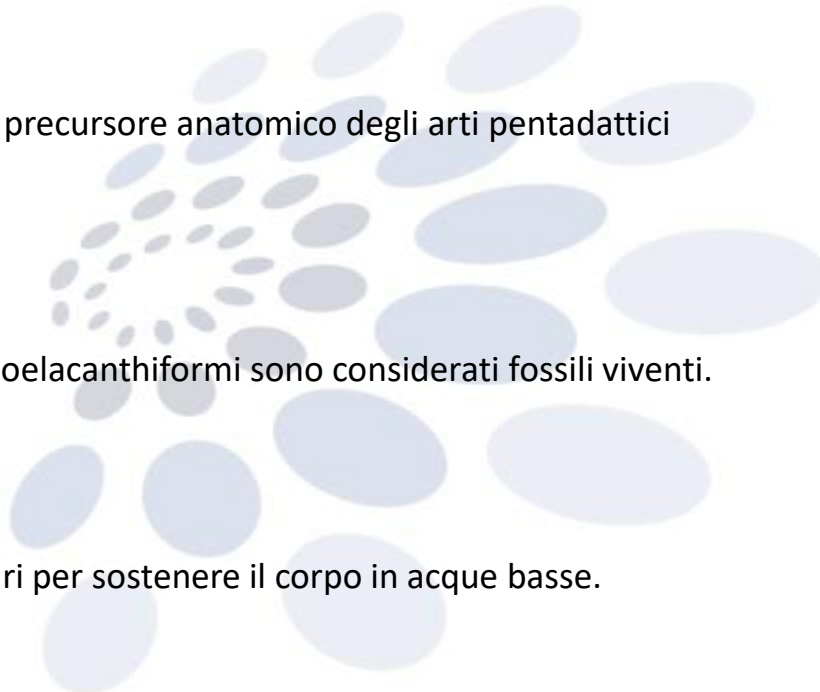 precursore anatomico degli arti pentadattici
oelacanthiformi sono considerati fossili viventi.
ri per sostenere il corpo in acque basse.